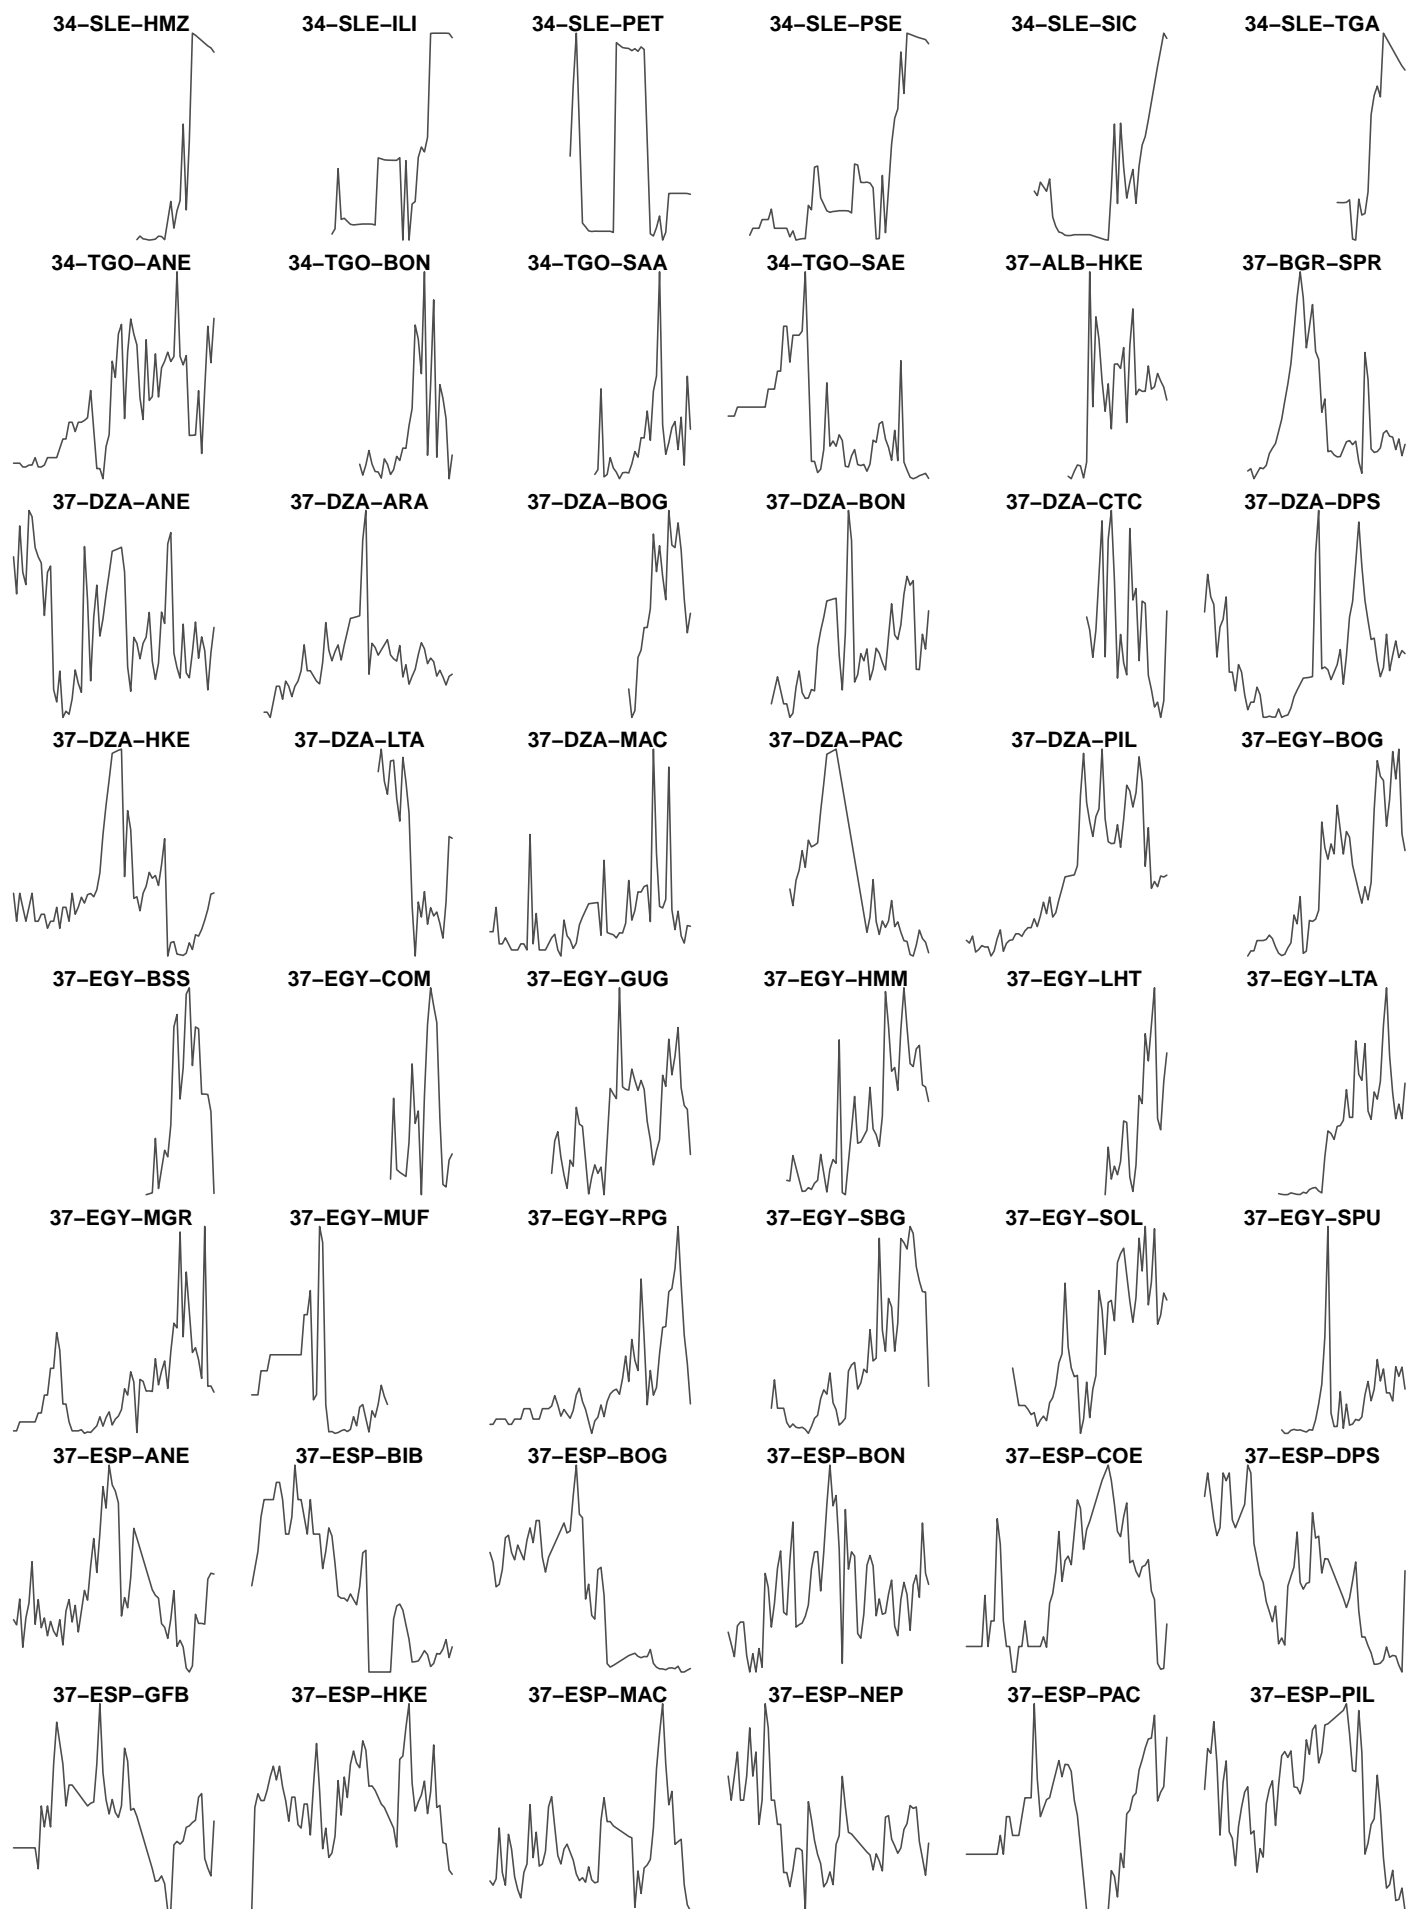 34–SLE–HMZ 34–SLE–ILI 34–SLE–PET 34–SLE–PSE 34–SLE–SIC 34–SLE–TGA
34–TGO–ANE 34–TGO–BON 34–TGO–SAA 34–TGO–SAE 37–ALB–HKE 37–BGR–SPR
37–DZA–ANE 37–DZA–ARA 37–DZA–BOG 37–DZA–BON 37–DZA–CTC 37–DZA–DPS
37–DZA–HKE 37–DZA–LTA 37–DZA–MAC 37–DZA–PAC 37–DZA–PIL 37–EGY–BOG
37–EGY–BSS 37–EGY–COM 37–EGY–GUG 37–EGY–HMM 37–EGY–LHT 37–EGY–LTA
37–EGY–MGR 37–EGY–MUF 37–EGY–RPG 37–EGY–SBG 37–EGY–SOL 37–EGY–SPU
37–ESP–ANE 37–ESP–BIB 37–ESP–BOG 37–ESP–BON 37–ESP–COE 37–ESP–DPS
37–ESP–GFB 37–ESP–HKE 37–ESP–MAC 37–ESP–NEP 37–ESP–PAC 37–ESP–PIL